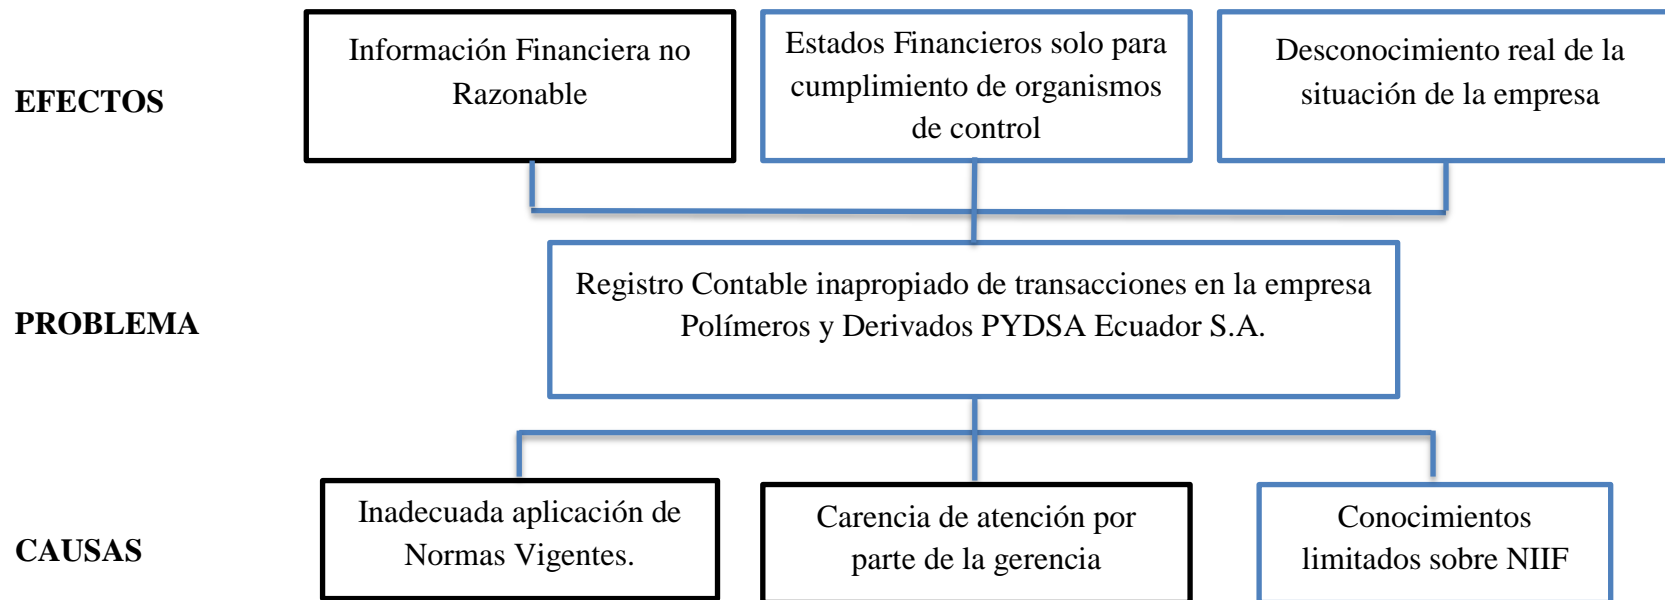 EFECTOS
Información Financiera no
Razonable
Estados Financieros solo para
cumplimiento de organismos
de control
Desconocimiento real de la
situación de la empresa
PROBLEMA
Registro Contable inapropiado de transacciones en la empresa
Polímeros y Derivados PYDSA Ecuador S.A.
CAUSAS
Inadecuada aplicación de
Normas Vigentes.
Carencia de atención por
parte de la gerencia
Conocimientos
limitados sobre NIIF